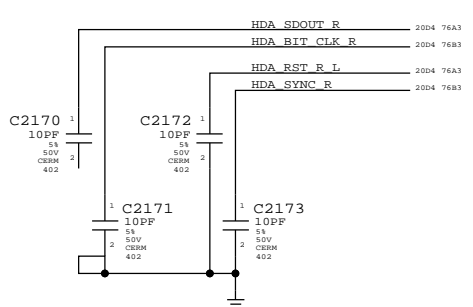 HDA_SDOUT_R 20D4 76A3
HDA_BIT_CLK_R 20D4 76B3
HDA_RST_R_L 20D4 76A3
HDA_SYNC_R 20D4 76B3
C2170 1
10PF
5%
50V
CERM 2
402
C2172 1
10PF
5%
50V
CERM 2
402
1 C2171
10PF
5%
50V
2 CERM
402
1 C2173
10PF
5%
50V
2 CERM
402